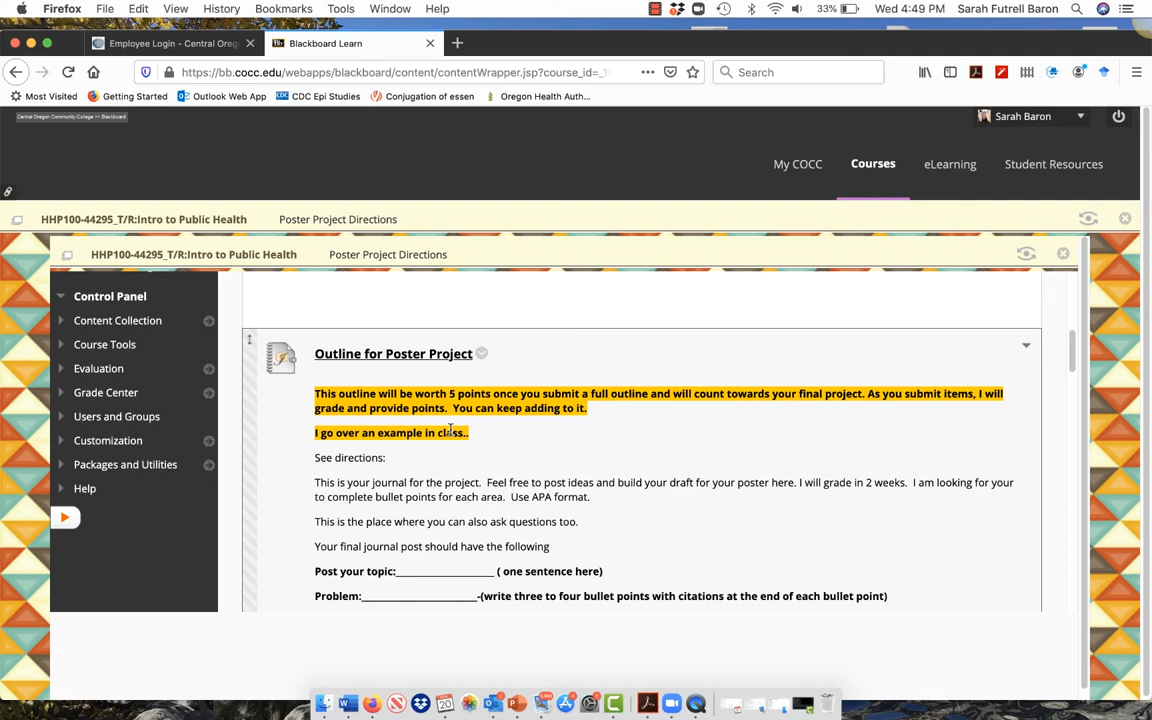 Firefox File Edit View History Bookmarks Tools Window Help 33% Wed 4:49 PM Sarah Futrell Baron
Employee Login - Central Oreg Blackboard Learn
https://bb.cocc.edu/webapps/blackboard/content/contentWrapper.jsp?course_id=_1 Search
Most Visited Getting Started Outlook Web App CDC Epi Studies Conjugation of essen Oregon Health Auth...
Central Oregon Community College >> Blackboard
Sarah Baron
My COCC Courses eLearning Student Resources
HHP100-44295_T/R:Intro to Public Health Poster Project Directions
HHP100-44295_T/R:Intro to Public Health Poster Project Directions
Control Panel
Content Collection
Course Tools
Evaluation
Grade Center
Users and Groups
Customization
Packages and Utilities
Help
Outline for Poster Project
This outline will be worth 5 points once you submit a full outline and will count towards your final project. As you submit items, I will
grade and provide points. You can keep adding to it.
I go over an example in class..
See directions:
This is your journal for the project. Feel free to post ideas and build your draft for your poster here. I will grade in 2 weeks. I am looking for your
to complete bullet points for each area. Use APA format.
This is the place where you can also ask questions too.
Your final journal post should have the following
Post your topic:____________________ ( one sentence here)
Problem:_______________________-(write three to four bullet points with citations at the end of each bullet point)